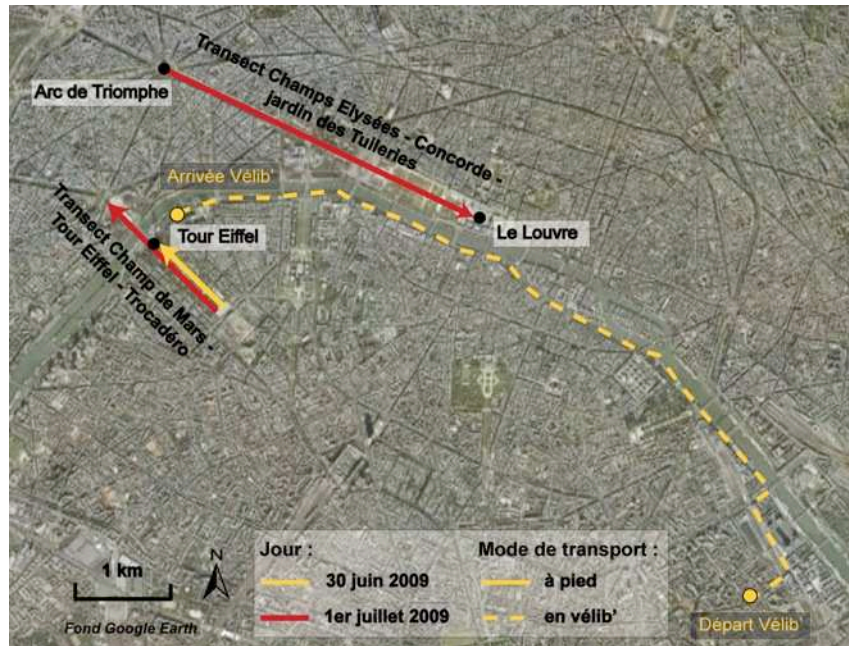 Arc de Triomphe
Transect Champs Elysées - Concorde -
jardin des Tuileries
Arrivée Vélib'
Tour Eiffel
Le Louvre
Transect Champ de Mars -
Tour Eiffel - Trocadéro
1 km
N
Fond Google Earth
Jour :
30 juin 2009
1er juillet 2009
Mode de transport :
à pied
en vélib'
Départ Vélib'